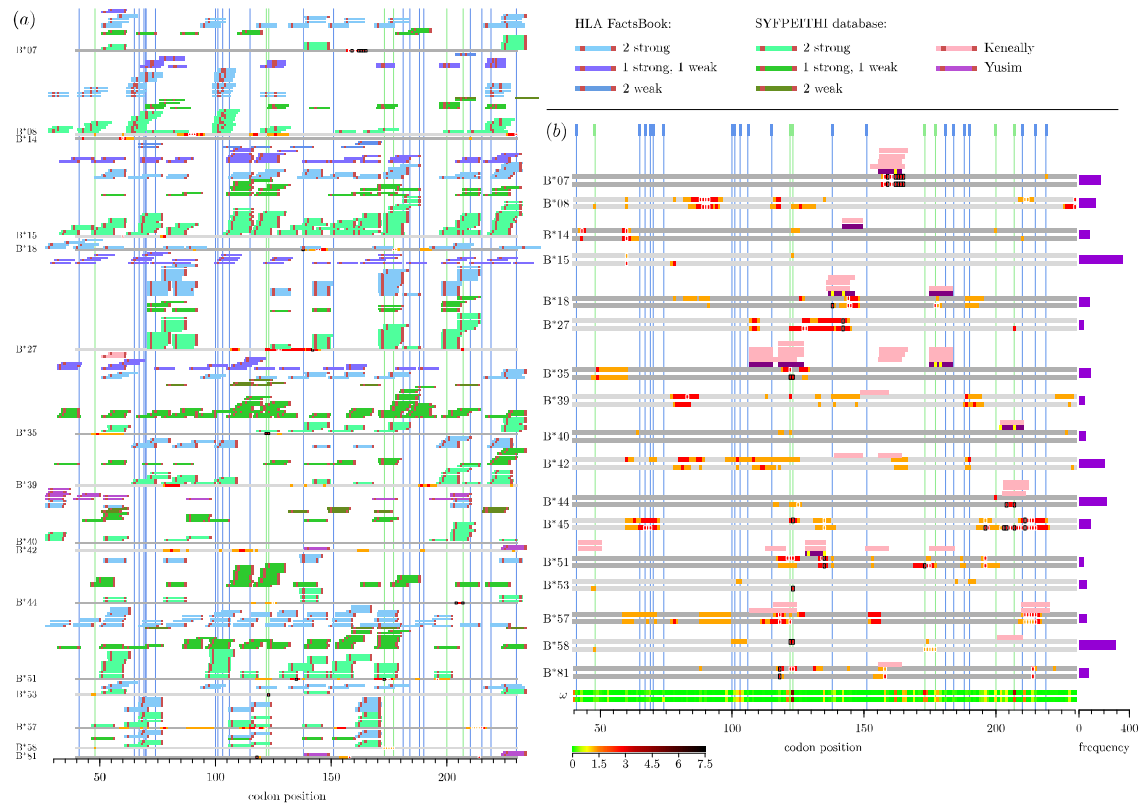 (a)
B*07
B*08
B*14
B*15
B*18
B*27
B*35
B*39
B*40
B*42
B*44
B*51
B*53
B*57
B*58
B*81
50 100 150 200
codon position
HLA FactsBook: SYFPEITHI database:
2 strong 2 strong Keneally
1 strong, 1 weak 1 strong, 1 weak Yusim
2 weak 2 weak
(b)
B*07
B*08
B*14
B*15
B*18
B*27
B*35
B*39
B*40
B*42
B*44
B*45
B*51
B*53
B*57
B*58
B*81
ω
50 100 150 200 0 400
codon position frequency
0 1.5 3 4.5 6 7.5